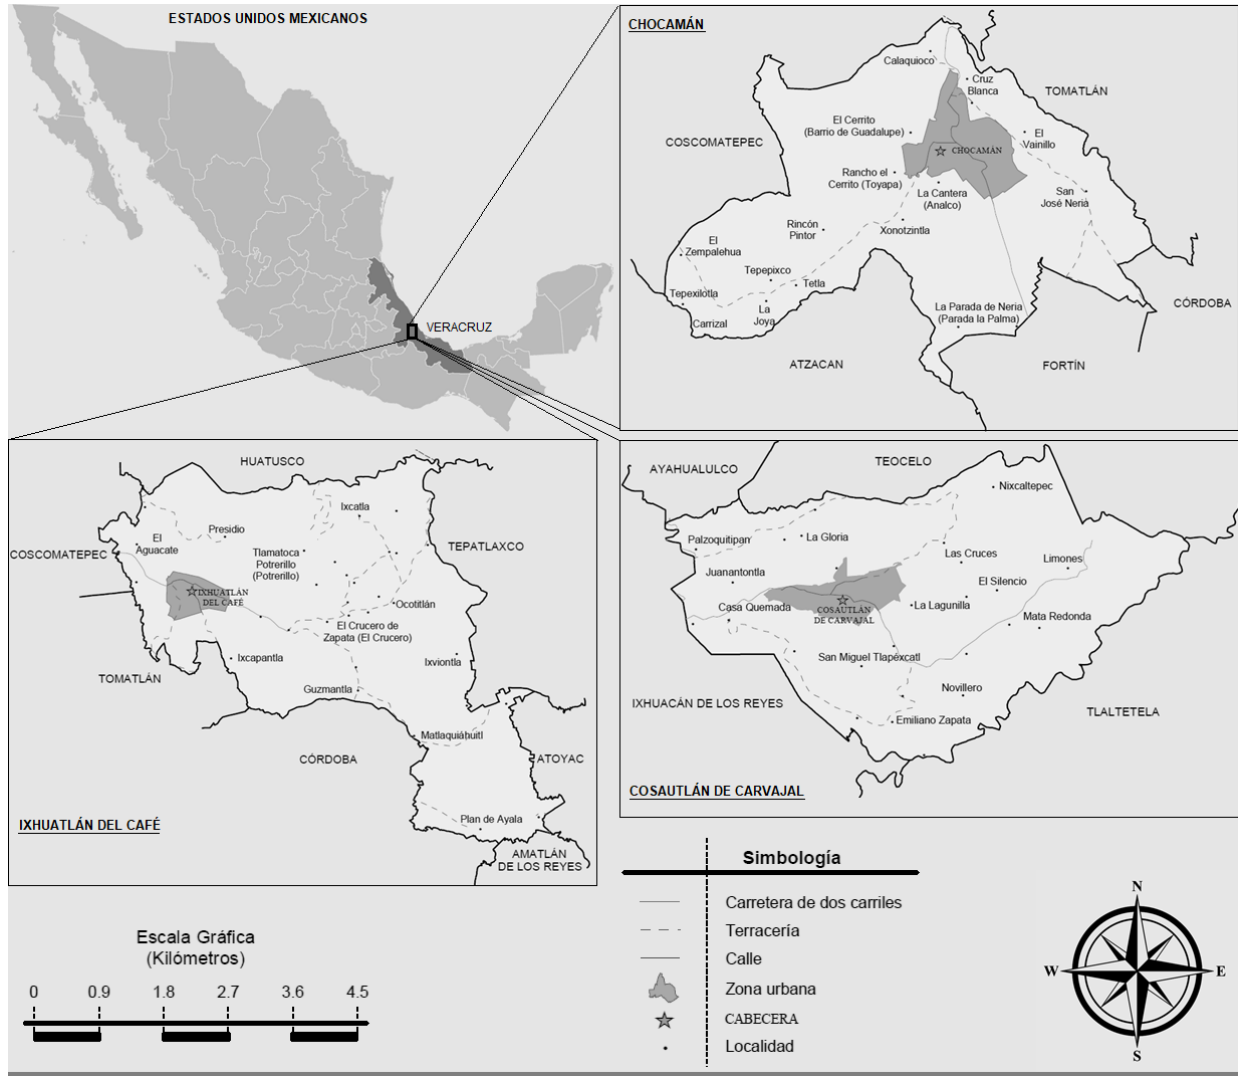 ESTADOS UNIDOS MEXICANOS
VERACRUZ
CHOCAMÁN
Calaquioco
Cruz
Blanca
TOMATLÁN
El Cerrito
(Barrio de Guadalupe)
El
Vainillo
COSCOMATEPEC
CHOCAMÁN
Rancho el
Cerrito (Toyapa)
La Cantera
(Analco)
San
José Neria
Rincón
Pintor
Xonotzintla
El
Zempalehua
Tepepixco
Tetla
Tepexilotla
La
Joya
Carrizal
La Parada de Neria
(Parada la Palma)
CÓRDOBA
ATZACAN
FORTÍN
HUATUSCO
Ixcatla
Presidio
El
Aguacate
COSCOMATEPEC
Tlamatoca
Potrerillo
(Potrerillo)
TEPATLAXCO
IXHUATLÁN
DEL CAFÉ
Ocotitlán
El Crucero de
Zapata (El Crucero)
Ixcapantla
Ixviontla
TOMATLÁN
Guzmantla
Matlaquiáhuitl
CÓRDOBA
ATOYAC
Plan de Ayala
IXHUATLÁN DEL CAFÉ
AMATLÁN
DE LOS REYES
AYAHUALULCO
TEOCELO
Nixcaltepec
Palzoquitipan
La Gloria
Las Cruces
Limones
Juanantontla
El Silencio
Casa Quemada
COSAUTLÁN
DE CARVAJAL
La Lagunilla
Mata Redonda
San Miguel Tlapéxcatl
IXHUACÁN DE LOS REYES
Novillero
Emiliano Zapata
TLALTETELA
COSAUTLÁN DE CARVAJAL
Simbología
Carretera de dos carriles
Terracería
Calle
Zona urbana
CABECERA
Localidad
Escala Gráfica
(Kilómetros)
0 0.9 1.8 2.7 3.6 4.5
N
W E
S